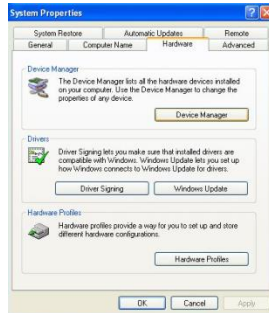 System Properties
System Restore
Automatic Updates
Remote
General
Computer Name
Hardware
Advanced
Device Manager
The Device Manager lists all the hardware devices installed
on your computer. Use the Device Manager to change the
properties of any device.
Device Manager
Drivers
Driver Signing lets you make sure that installed drivers are
compatible with Windows. Windows Update lets you set up
how Windows connects to Windows Update for drivers.
Driver Signing
Windows Update
Hardware Profiles
Hardware profiles provide a way for you to set up and store
different hardware configurations.
Hardware Profiles
OK
Cancel
Apply